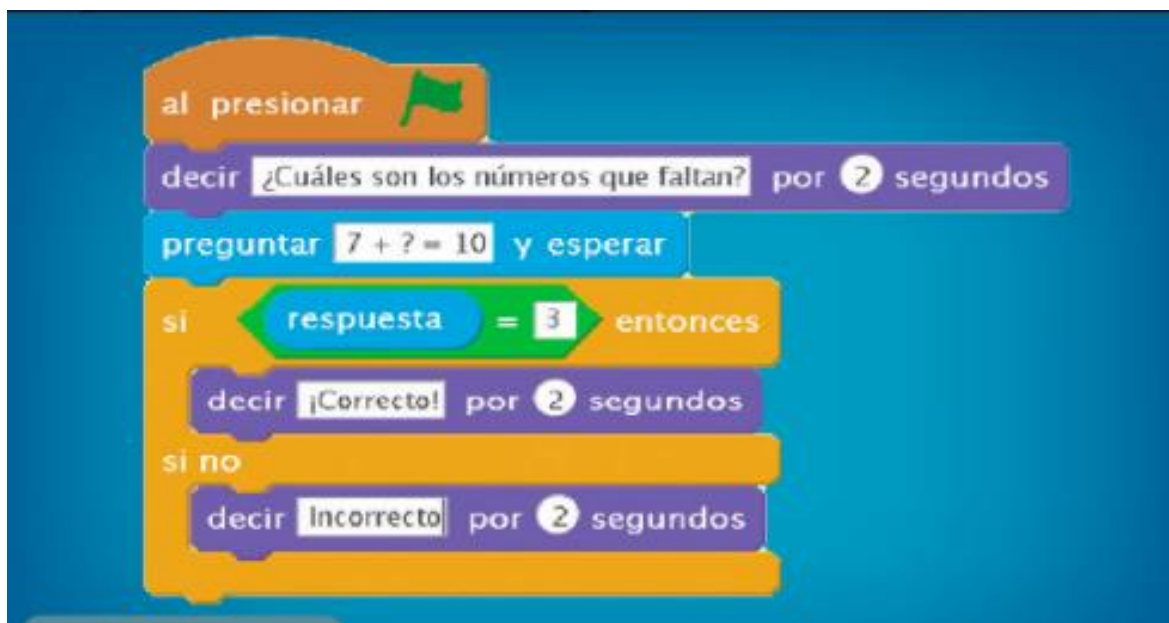 al presionar
decir ¿Cuáles son los números que faltan? por 2 segundos
preguntar 7 + ? = 10 y esperar
si respuesta = 3 entonces
decir ¡Correcto! por 2 segundos
si no
decir Incorrecto por 2 segundos